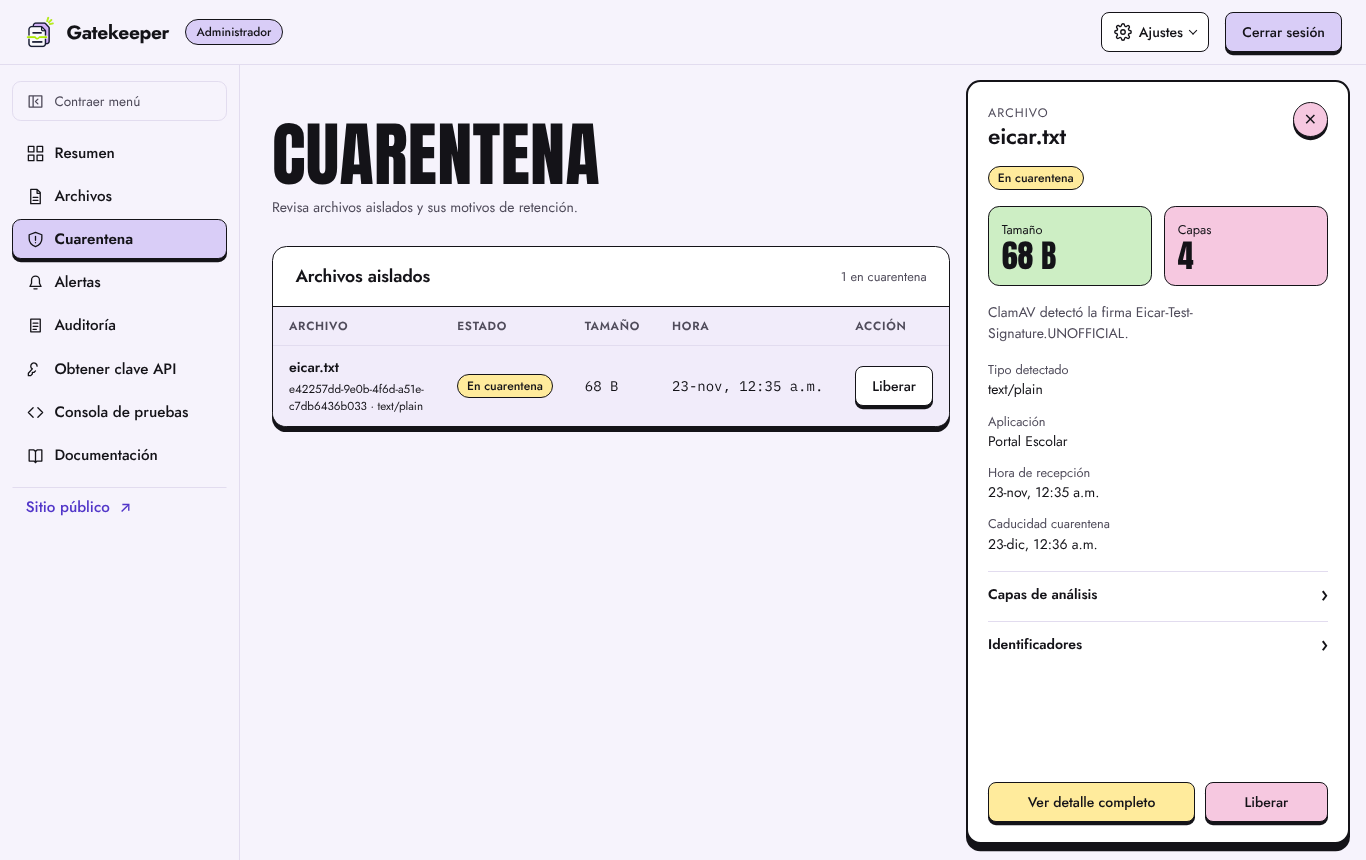 Gatekeeper
Administrador
Ajustes
Cerrar sesión
Contraer menú
Resumen
Archivos
Cuarentena
Alertas
Auditoría
Obtener clave API
Consola de pruebas
Documentación
Sitio público
CUARENTENA
Revisa archivos aislados y sus motivos de retención.
Archivos aislados
1 en cuarentena
ARCHIVO ESTADO TAMAÑO HORA ACCIÓN
eicar.txt
e42257dd-9e0b-4f6d-a51e-
c7db6436b033 · text/plain
En cuarentena
68 B
23-nov, 12:35 a.m.
Liberar
ARCHIVO
eicar.txt
En cuarentena
Tamaño
68 B
Capas
4
ClamAV detectó la firma Eicar-Test-
Signature.UNOFFICIAL.
Tipo detectado
text/plain
Aplicación
Portal Escolar
Hora de recepción
23-nov, 12:35 a.m.
Caducidad cuarentena
23-dic, 12:36 a.m.
Capas de análisis
Identificadores
Ver detalle completo
Liberar